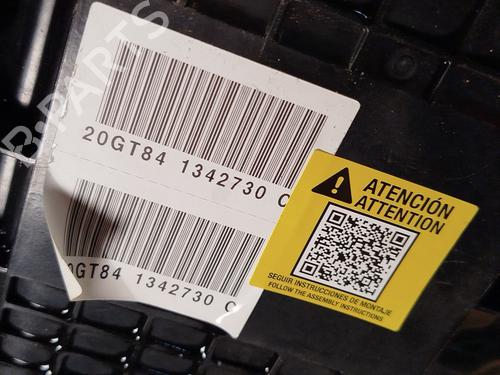 20GT84 1342730 C
0GT84 1342730 C
ATENCIÓN
ATTENTION
SEGUIR INSTRUCCIONES DE MONTAJE
FOLLOW THE ASSEMBLY INSTRUCTIONS
B-PARTS